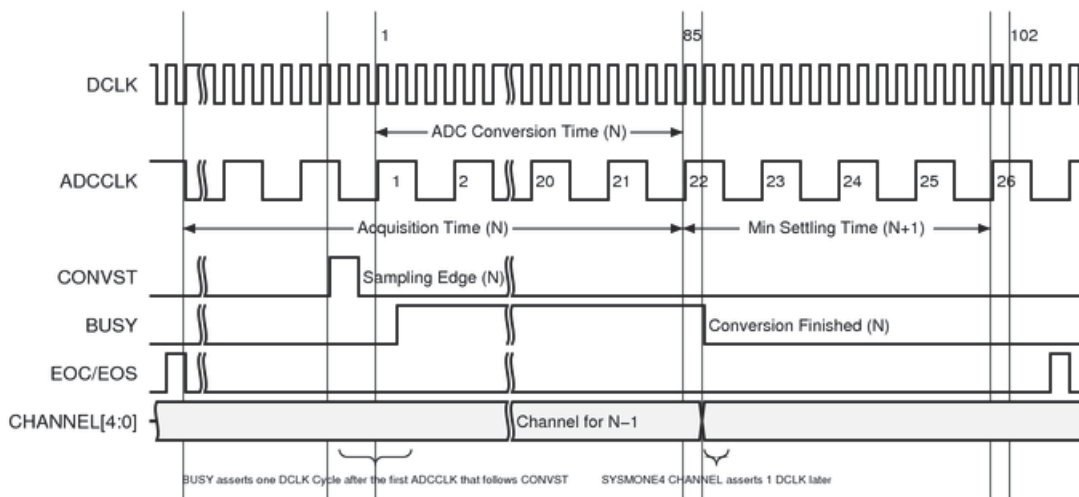 1 85 102
DCLK
ADC Conversion Time (N)
ADCCLK 1 2 20 21 22 23 24 25 26
Acquisition Time (N) Min Settling Time (N+1)
CONVST Sampling Edge (N)
BUSY Conversion Finished (N)
EOC/EOS
CHANNEL[4:0] Channel for N−1
BUSY asserts one DCLK Cycle after the first ADCCLK that follows CONVST SYSMONE4 CHANNEL asserts 1 DCLK later